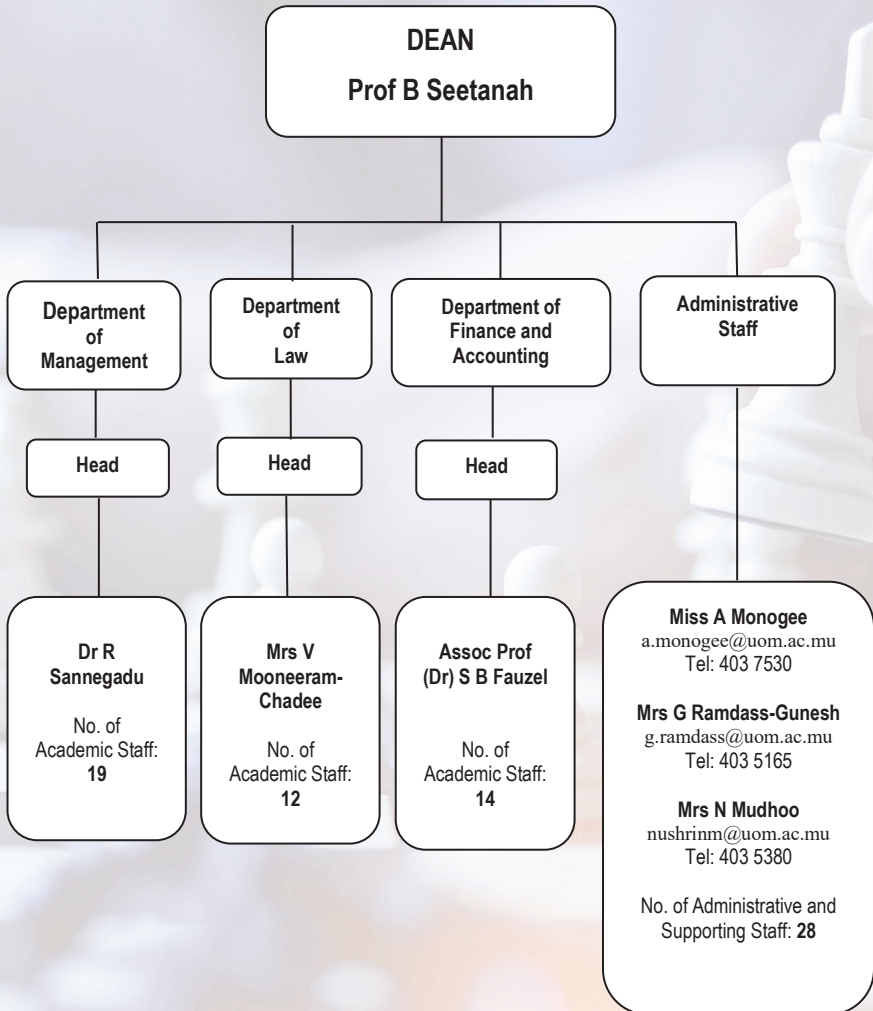 DEAN
Prof B Seetanah
Department
of
Management
Department
of
Law
Department of
Finance and
Accounting
Administrative
Staff
Head
Head
Head
Dr R
Sannegadu
No. of
Academic Staff:
19
Mrs V
Mooneeram-
Chadee
No. of
Academic Staff:
12
Assoc Prof
(Dr) S B Fauzel
No. of
Academic Staff:
14
Miss A Monogee
a.monogee@uom.ac.mu
Tel: 403 7530
Mrs G Ramdass-Gunesh
g.ramdass@uom.ac.mu
Tel: 403 5165
Mrs N Mudhoo
nushrinm@uom.ac.mu
Tel: 403 5380
No. of Administrative and
Supporting Staff: 28